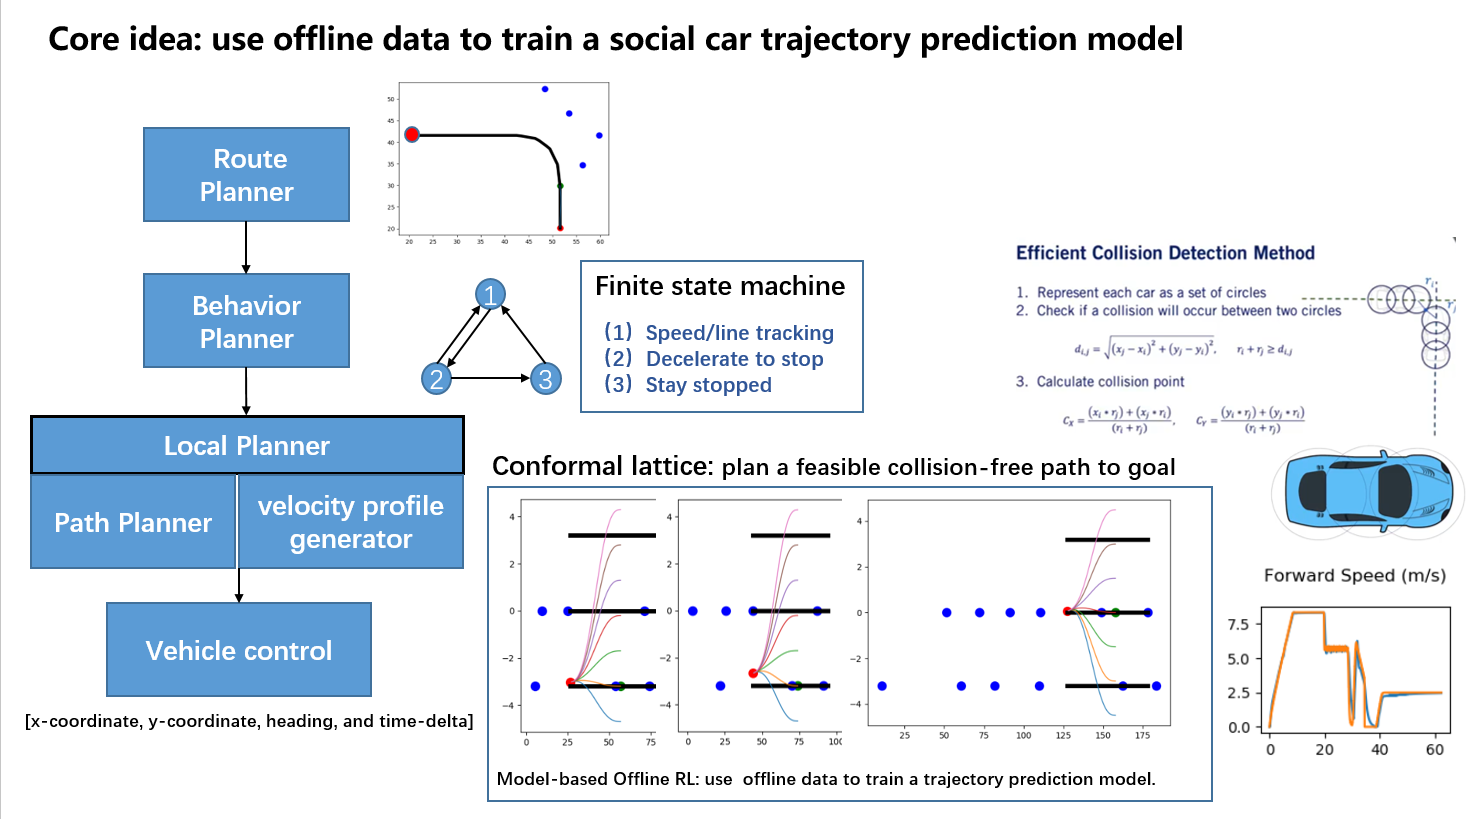 Core idea: use offline data to train a social car trajectory prediction model
Route
Planner
50
45
40
35
30
25
20
20 25 30 35 40 45 50 55 60
Behavior
Planner
1
2
3
Finite state machine
(1) Speed/line tracking
(2) Decelerate to stop
(3) Stay stopped
Efficient Collision Detection Method
1. Represent each car as a set of circles
2. Check if a collision will occur between two circles
d_{i,j} = √((x_j – x_i)² + (y_j – y_i)²), r_i + r_j ≥ d_{i,j}
3. Calculate collision point
C_x = (x_i * r_j) + (x_j * r_i) / (r_i + r_j), C_Y = (y_i * r_j) + (y_j * r_i) / (r_i + r_j)
r_i
r_j
Local Planner
Path Planner
velocity profile
generator
Vehicle control
[x-coordinate, y-coordinate, heading, and time-delta]
Conformal lattice: plan a feasible collision-free path to goal
4
2
0
−2
−4
0 25 50 75
4
2
0
−2
−4
0 25 50 75
4
2
0
−2
−4
25 50 75 100 125 150 175
Model-based Offline RL: use offline data to train a trajectory prediction model.
Forward Speed (m/s)
7.5
5.0
2.5
0.0
0 20 40 60